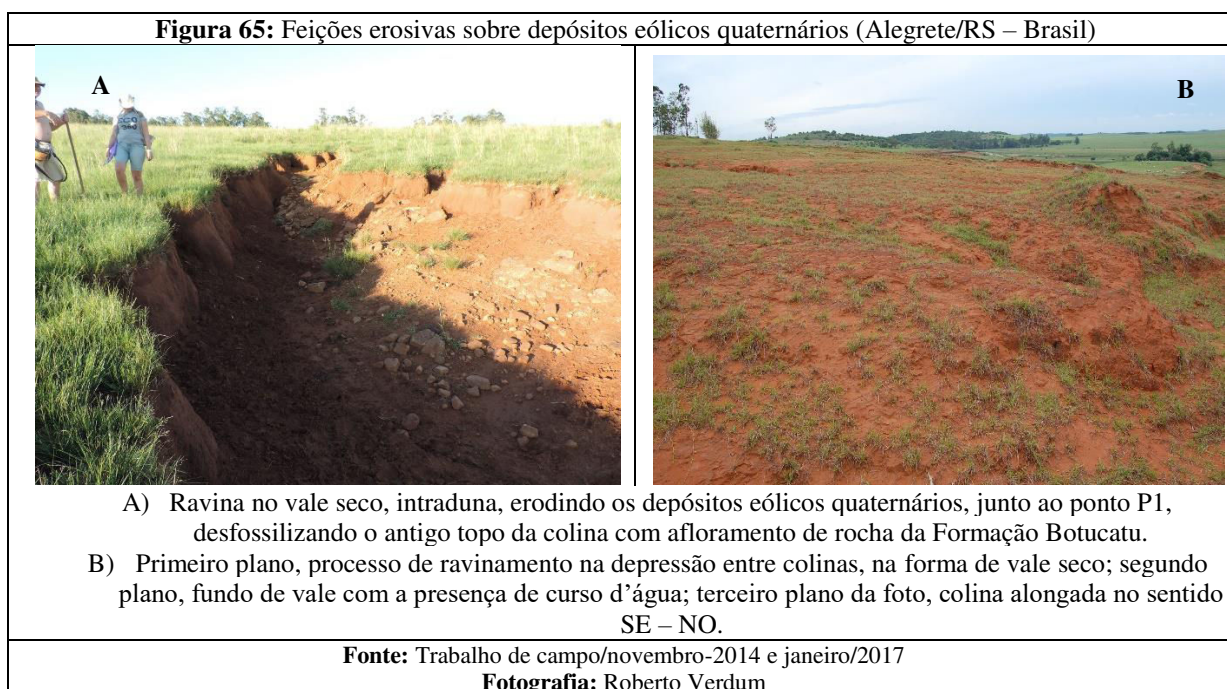 Figura 65: Feições erosivas sobre depósitos eólicos quaternários (Alegrete/RS – Brasil)
A
B
A) Ravina no vale seco, intraduna, erodindo os depósitos eólicos quaternários, junto ao ponto P1,
desfossilizando o antigo topo da colina com afloramento de rocha da Formação Botucatu.
B) Primeiro plano, processo de ravinamento na depressão entre colinas, na forma de vale seco; segundo
plano, fundo de vale com a presença de curso d’água; terceiro plano da foto, colina alongada no sentido
SE – NO.
Fonte: Trabalho de campo/novembro-2014 e janeiro/2017
Fotografia: Roberto Verdum